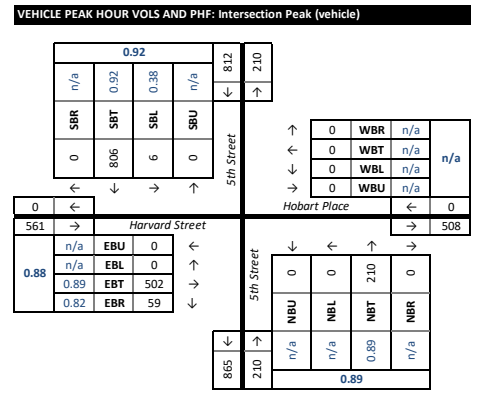 VEHICLE PEAK HOUR VOLS AND PHF: Intersection Peak (vehicle)
0.92
812
210
n/a
0.92
0.38
n/a
↓
↑
SBR
SBT
SBL
SBU
5th Street
0
806
6
0
← ↓ → ↑
↑ 0 WBR n/a
← 0 WBT n/a
↓ 0 WBL n/a
→ 0 WBU n/a
n/a
0 ←
Hobart Place
← 0
561 →
Harvard Street
→ 508
0.88
n/a EBU 0 ←
n/a EBL 0 ↑
0.89 EBT 502 →
0.82 EBR 59 ↓
5th Street
↓ ← ↑ →
0
0
210
0
NBU
NBL
NBT
NBR
↓
↑
n/a
n/a
0.89
n/a
865
210
0.89